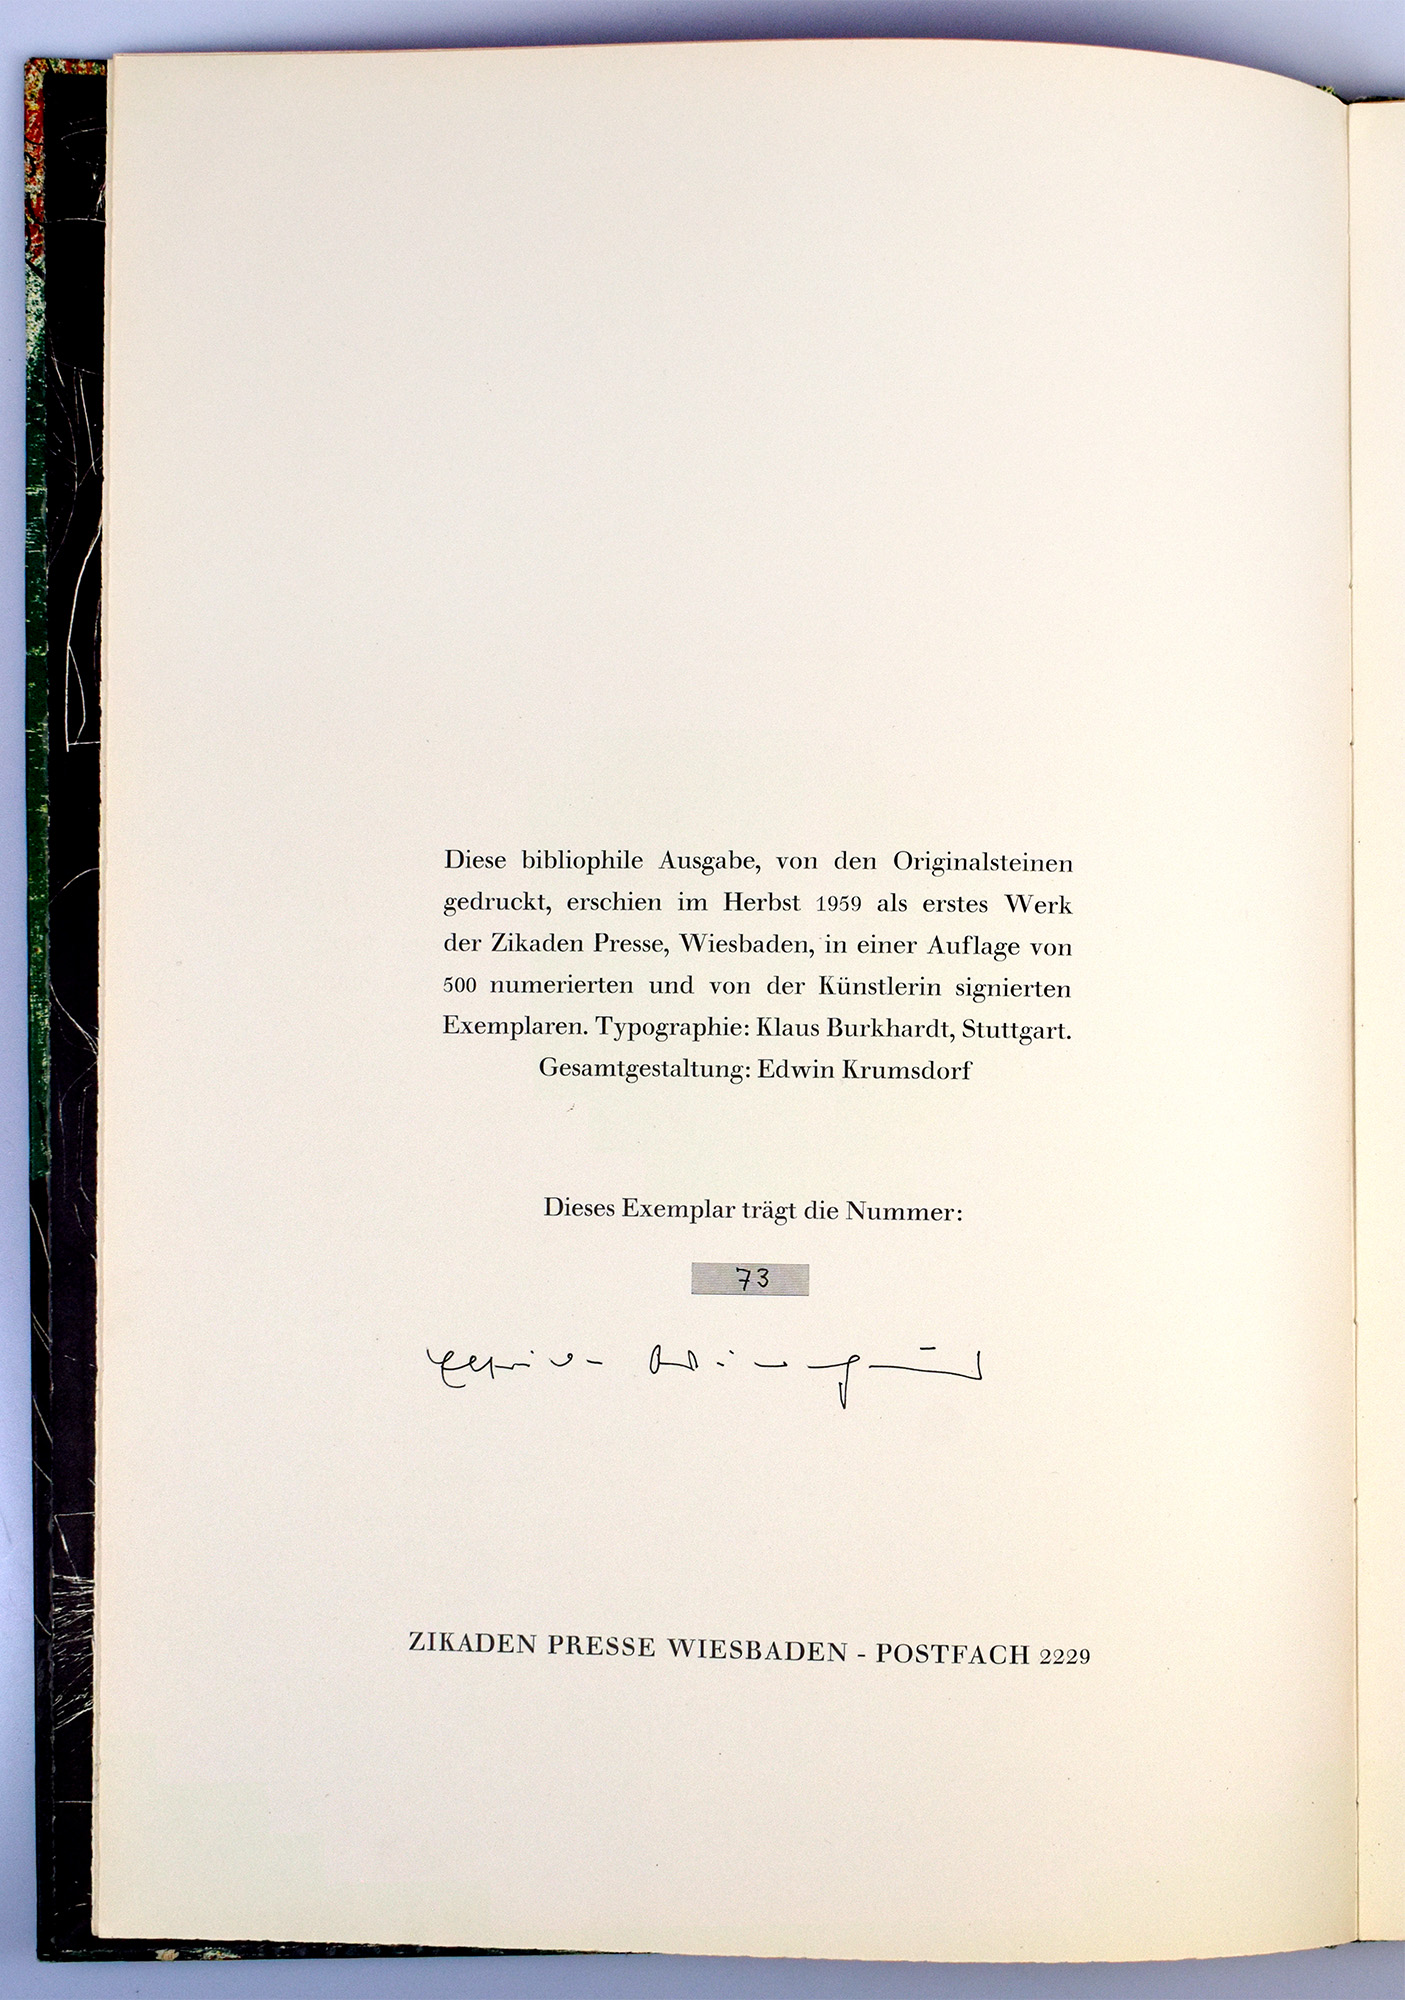 Diese bibliophile Ausgabe, von den Originalsteinen
gedruckt, erschien im Herbst 1959 als erstes Werk
der Zikaden Presse, Wiesbaden, in einer Auflage von
500 numerierten und von der Künstlerin signierten
Exemplaren. Typographie: Klaus Burkhardt, Stuttgart.
Gesamtgestaltung: Edwin Krumsdorf
Dieses Exemplar trägt die Nummer:
73
ZIKADEN PRESSE WIESBADEN - POSTFACH 2229